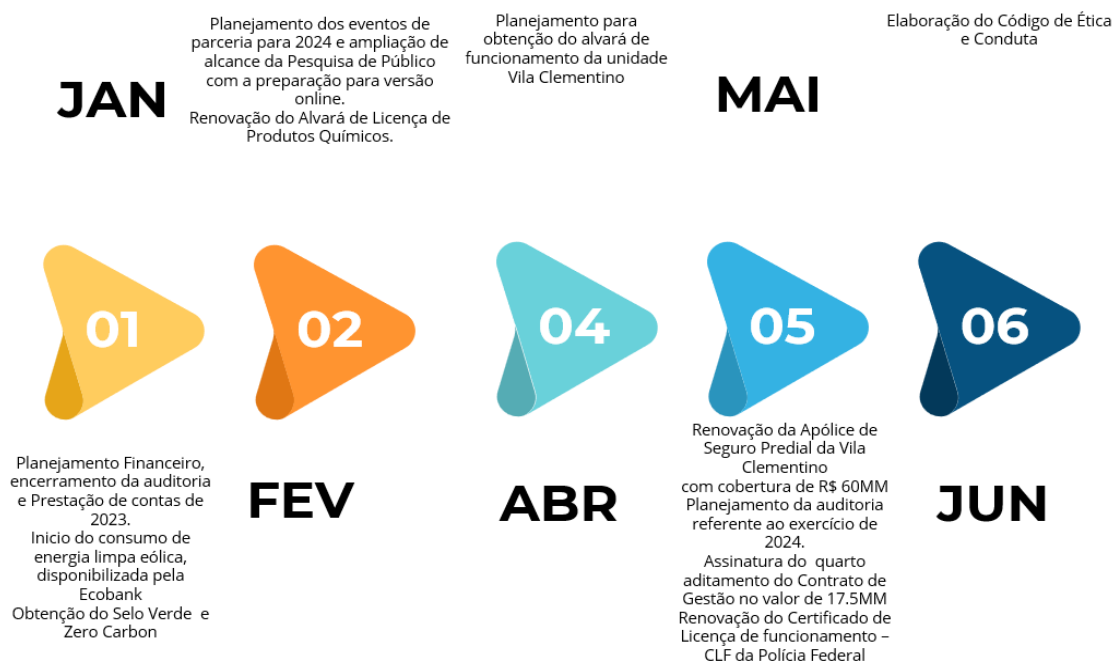 JAN
01
Planejamento Financeiro,
encerramento da auditoria
e Prestação de contas de
2023.
Inicio do consumo de
energia limpa eólica,
disponibilizada pela
Ecobank
Obtenção do Selo Verde e
Zero Carbon
Planejamento dos eventos de
parceria para 2024 e ampliação de
alcance da Pesquisa de Público
com a preparação para versão
online.
Renovação do Alvará de Licença de
Produtos Químicos.
02
FEV
Planejamento para
obtenção do alvará de
funcionamento da unidade
Vila Clementino
04
ABR
MAI
05
Renovação da Apólice de
Seguro Predial da Vila
Clementino
com cobertura de R$ 60MM
Planejamento da auditoria
referente ao exercício de
2024.
Assinatura do quarto
aditamento do Contrato de
Gestão no valor de 17.5MM
Renovação do Certificado de
Licença de funcionamento –
CLF da Polícia Federal
Elaboração do Código de Ética
e Conduta
06
JUN